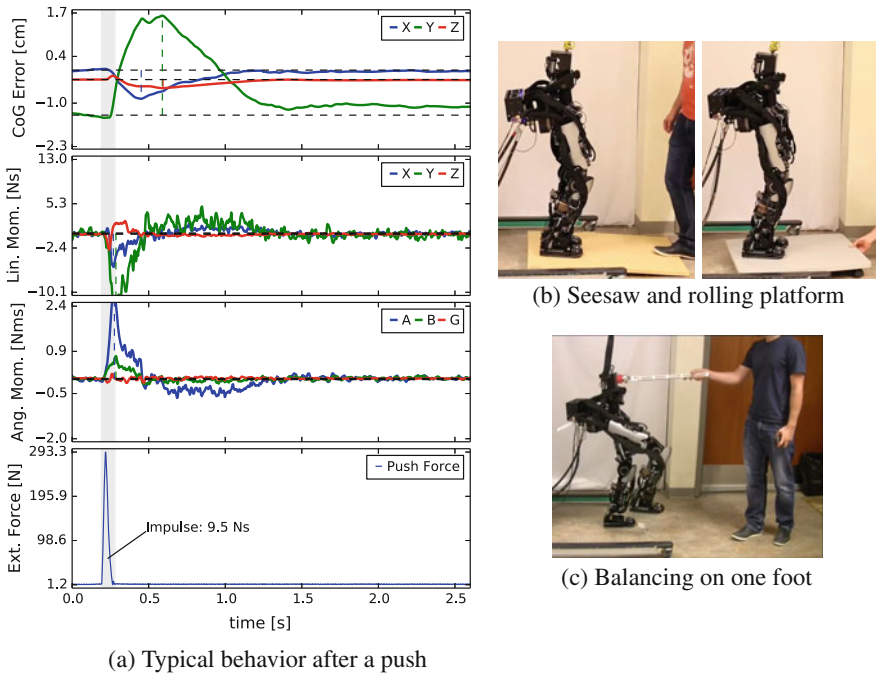 1.7
0.4
−1.0
−2.3
CoG Error [cm]
X Y Z
13.0
5.3
−2.4
−10.1
Lin. Mom. [Ns]
X Y Z
2.4
0.9
−0.5
−2.0
Ang. Mom. [Nms]
A B G
293.3
195.9
98.6
1.2
Ext. Force [N]
Push Force
Impulse: 9.5 Ns
0.0 0.5 1.0 1.5 2.0 2.5
time [s]
(a) Typical behavior after a push
(b) Seesaw and rolling platform
(c) Balancing on one foot